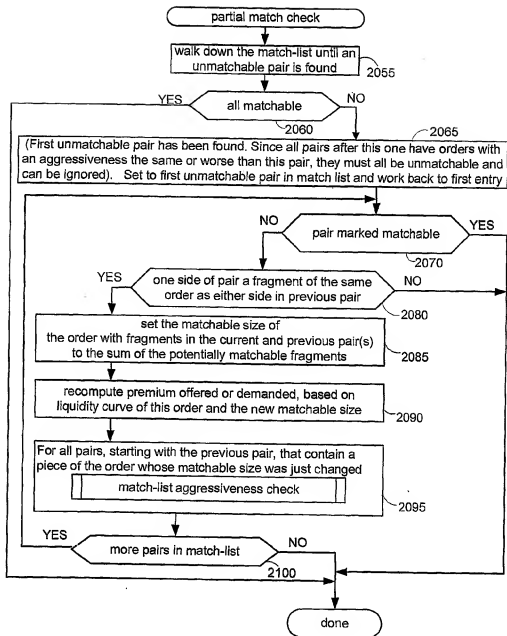 partial match check
walk down the match-list until an
unmatchable pair is found
2055
YES
NO
all matchable
2060
2065
(First unmatchable pair has been found. Since all pairs after this one have orders with
an aggressiveness the same or worse than this pair, they must all be unmatchable and
can be ignored). Set to first unmatchable pair in match list and work back to first entry
NO
YES
pair marked matchable
2070
YES
NO
one side of pair a fragment of the same
order as either side in previous pair
2080
set the matchable size of
the order with fragments in the current and previous pair(s)
to the sum of the potentially matchable fragments
2085
recompute premium offered or demanded, based on
liquidity curve of this order and the new matchable size
2090
For all pairs, starting with the previous pair, that contain a
piece of the order whose matchable size was just changed
match-list aggressiveness check
2095
YES
NO
more pairs in match-list
2100
done